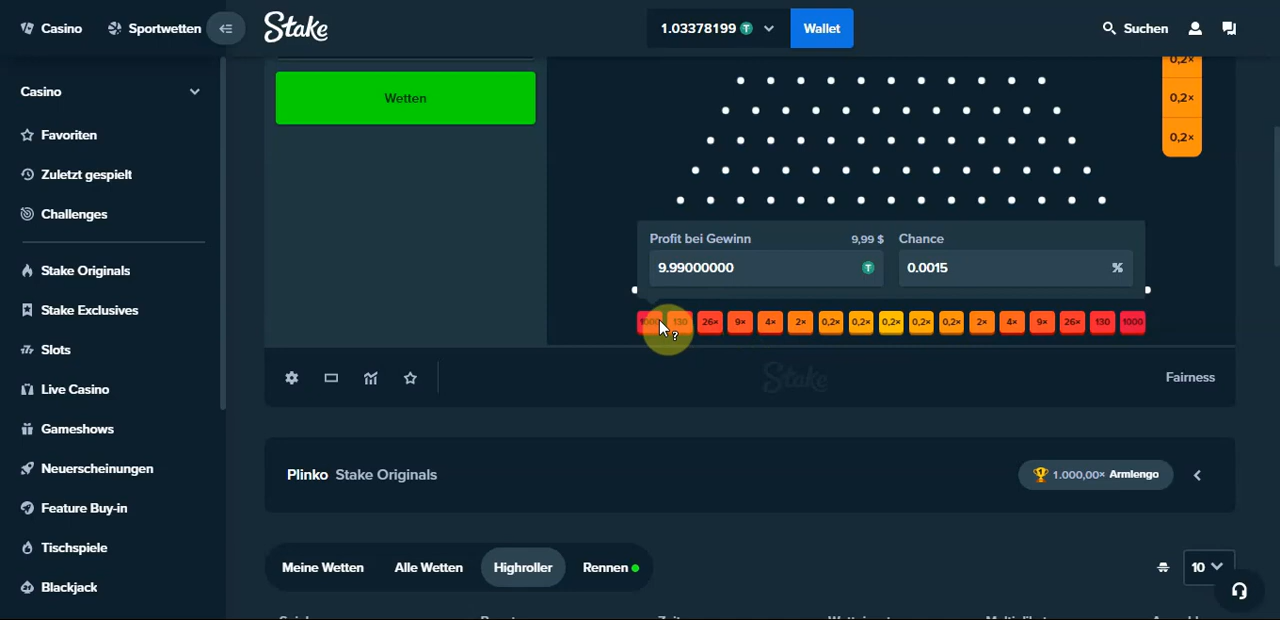 Casino
Sportwetten
Stake
1.03378199
Wallet
Suchen
Casino
Favoriten
Zuletzt gespielt
Challenges
Stake Originals
Stake Exclusives
Slots
Live Casino
Gameshows
Neuerscheinungen
Feature Buy-in
Tischspiele
Blackjack
Wetten
0,2×
0,2×
0,2×
Profit bei Gewinn 9,99 $ Chance
9.99000000 T 0.0015 %
1000 130 26× 9× 4× 2× 0,2× 0,2× 0,2× 0,2× 0,2× 2× 4× 9× 26× 130 1000
Stake
Fairness
Plinko Stake Originals
1.000,00× Armlengo
Meine Wetten Alle Wetten Highroller Rennen
10